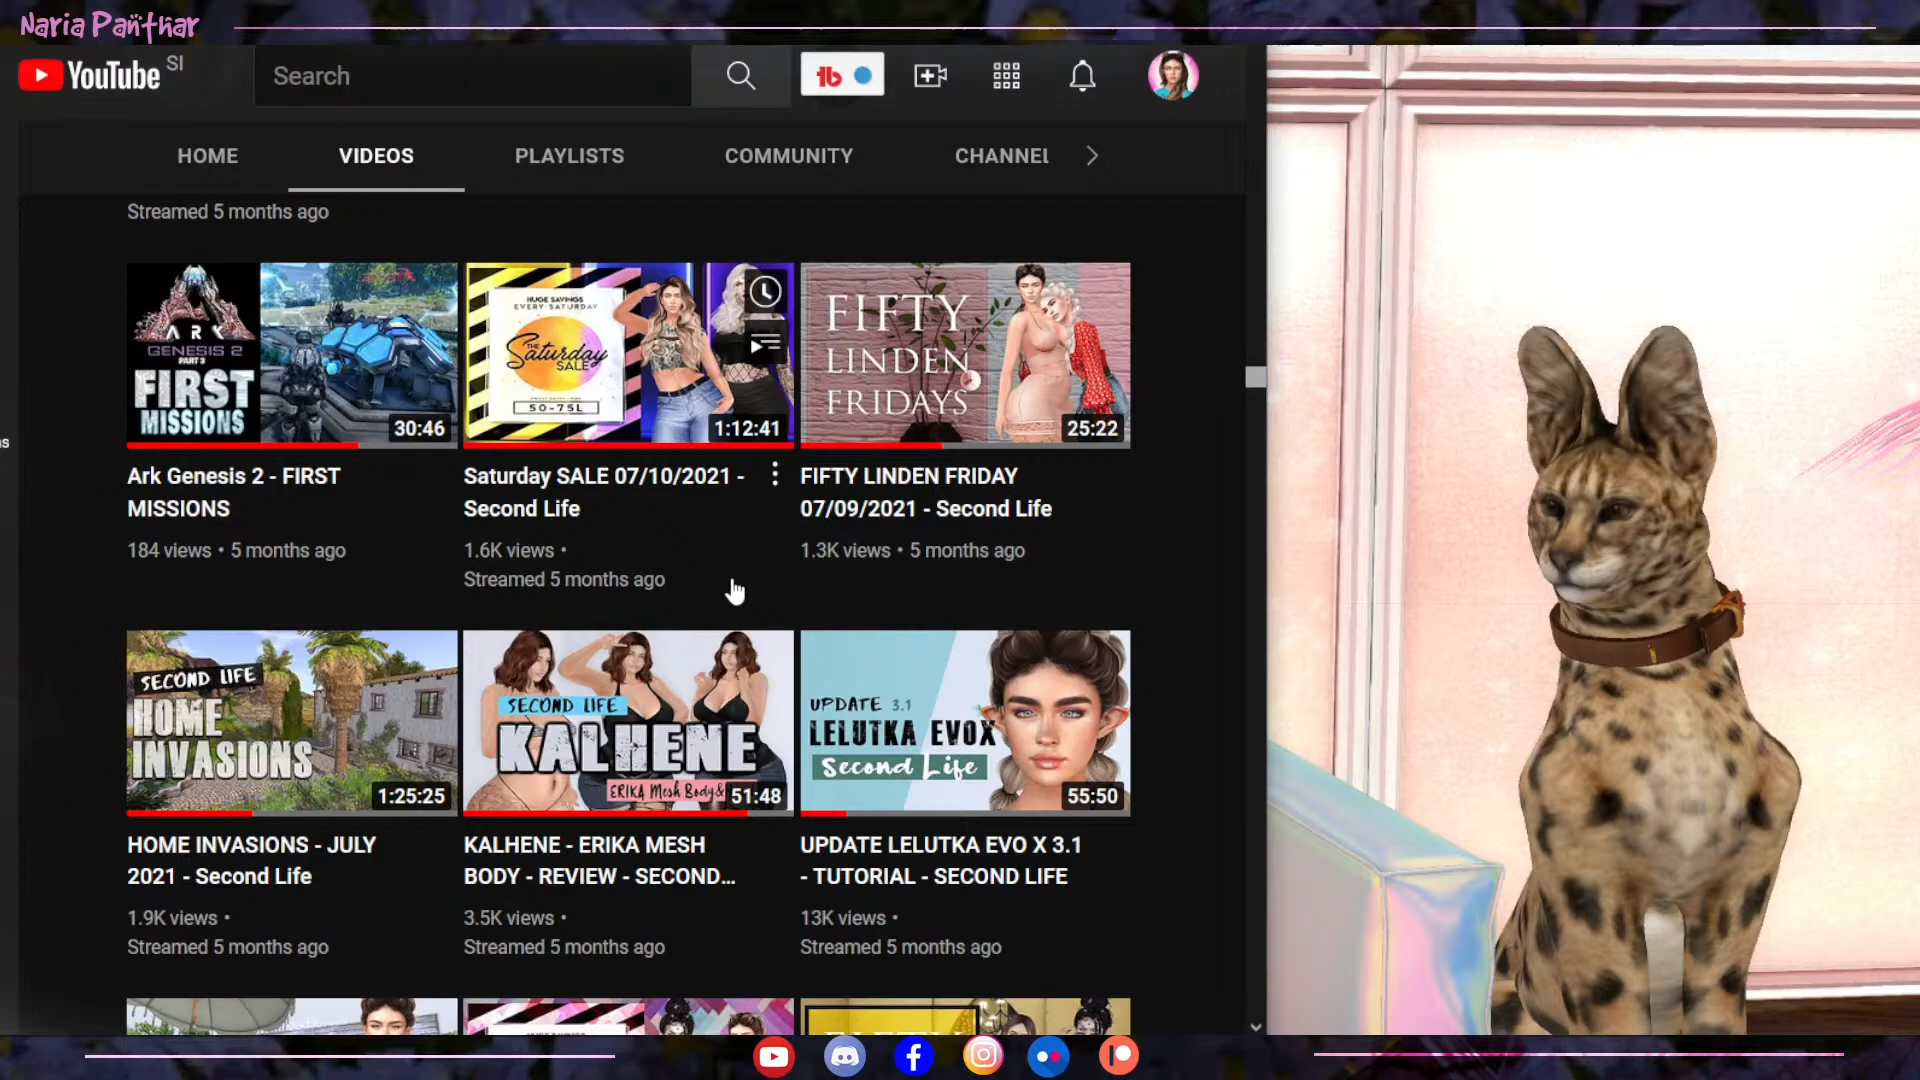 Naria Panthar
YouTube SI
Search
HOME VIDEOS PLAYLISTS COMMUNITY CHANNEL
Streamed 5 months ago
ARK
GENESIS 2
PART 3
FIRST
MISSIONS
30:46
HUGE SAVINGS
EVERY SATURDAY
THE
Saturday
SALE
50-75L
1:12:41
FIFTY
LINDEN
FRIDAYS
25:22
Ark Genesis 2 - FIRST
MISSIONS
184 views • 5 months ago
Saturday SALE 07/10/2021 -
Second Life
1.6K views •
Streamed 5 months ago
FIFTY LINDEN FRIDAY
07/09/2021 - Second Life
1.3K views • 5 months ago
SECOND LIFE
HOME
INVASIONS
1:25:25
SECOND LIFE
KALHENE
ERIKA Mesh Body&
51:48
UPDATE 3.1
LELUTKA EVOX
Second Life
55:50
HOME INVASIONS - JULY
2021 - Second Life
1.9K views •
Streamed 5 months ago
KALHENE - ERIKA MESH
BODY - REVIEW - SECOND...
3.5K views •
Streamed 5 months ago
UPDATE LELUTKA EVO X 3.1
- TUTORIAL - SECOND LIFE
13K views •
Streamed 5 months ago